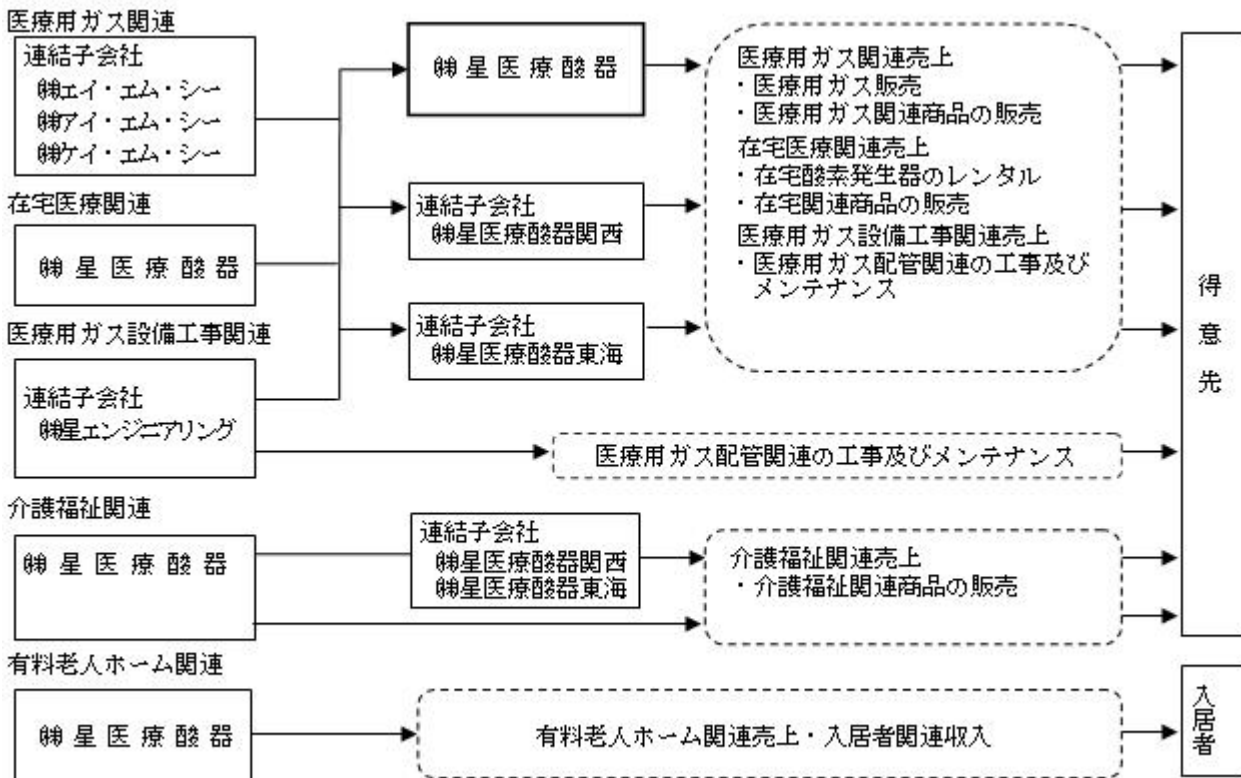 医療用ガス関連
連結子会社
㈱エイ・エム・シー
㈱アイ・エム・シー
㈱ケイ・エム・シー
㈱星医療酸器
医療用ガス関連売上
・医療用ガス販売
・医療用ガス関連商品の販売
在宅医療関連売上
・在宅酸素発生器のレンタル
・在宅関連商品の販売
医療用ガス設備工事関連売上
・医療用ガス配管関連の工事及び
メンテナンス
得意先
在宅医療関連
㈱星医療酸器
連結子会社
㈱星医療酸器関西
医療用ガス設備工事関連
連結子会社
㈱星エンジニアリング
連結子会社
㈱星医療酸器東海
医療用ガス配管関連の工事及びメンテナンス
介護福祉関連
㈱星医療酸器
連結子会社
㈱星医療酸器関西
㈱星医療酸器東海
介護福祉関連売上
・介護福祉関連商品の販売
有料老人ホーム関連
㈱星医療酸器
有料老人ホーム関連売上・入居者関連収入
入居者